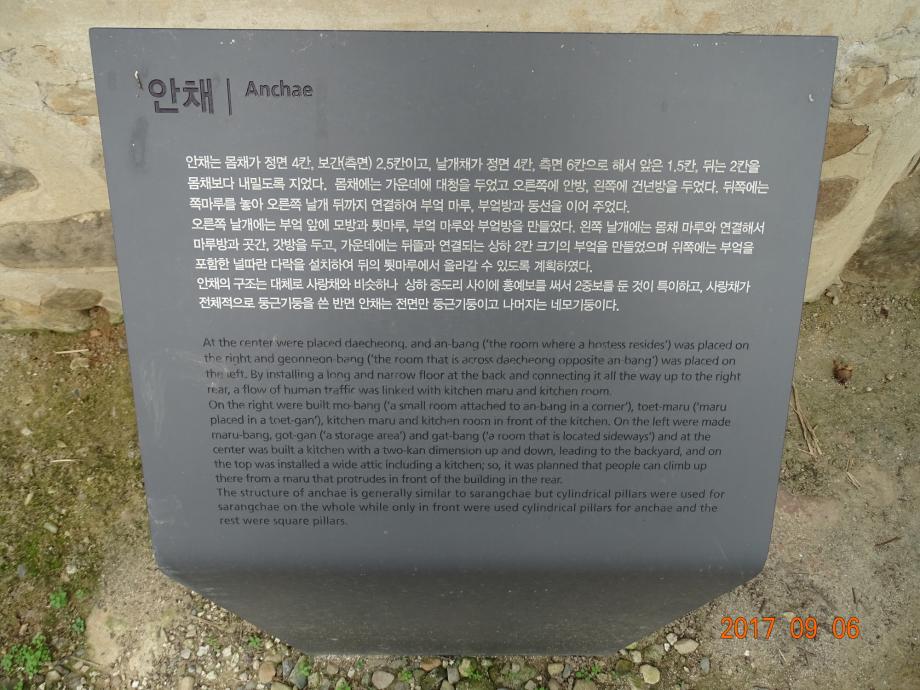 안채 | Anchae
안채는 몸채가 정면 4칸, 보간(측면) 2.5칸이고, 날개채가 정면 4칸, 측면 6칸으로 해서 앞은 1.5칸, 뒤는 2칸을
몸채보다 내밀도록 지었다. 몸채에는 가운데에 대청을 두었고 오른쪽에 안방, 왼쪽에 건넌방을 두었다. 뒤쪽에는
쪽마루를 놓아 오른쪽 날개 뒤까지 연결하여 부엌 마루, 부엌방과 동선을 이어 주었다.
오른쪽 날개에는 부엌 앞에 모방과 툇마루, 부엌 마루와 부엌방을 만들었다. 왼쪽 날개에는 몸채 마루와 연결해서
마루방과 곳간, 갓방을 두고, 가운데에는 뒤뜰과 연결되는 상하 2칸 크기의 부엌을 만들었으며 위쪽에는 부엌을
포함한 널따란 다락을 설치하여 뒤의 툇마루에서 올라갈 수 있도록 계획하였다.
안채의 구조는 대체로 사랑채와 비슷하나 상하 중도리 사이에 홍예보를 써서 2중보를 둔 것이 특이하고, 사랑채가
전체적으로 둥근기둥을 쓴 반면 안채는 전면만 둥근기둥이고 나머지는 네모기둥이다.
At the center were placed daecheong, and an-bang ('the room where a hostess resides') was placed on
the right and geonneon-bang ('the room that is across daecheong opposite an-bang') was placed on
the left. By installing a long and narrow floor at the back and connecting it all the way up to the right
rear, a flow of human traffic was linked with kitchen maru and kitchen room.
On the right were built mo-bang ('a small room attached to an-bang in a corner'), toet-maru ('maru
placed in a toet-gan'), kitchen maru and kitchen room in front of the kitchen. On the left were made
maru-bang, got-gan ('a storage area') and gat-bang ('a room that is located sideways') and at the
center was built a kitchen with a two-kan dimension up and down, leading to the backyard, and on
the top was installed a wide attic including a kitchen; so, it was planned that people can climb up
there from a maru that protrudes in front of the building in the rear.
The structure of anchae is generally similar to sarangchae but cylindrical pillars were used for
sarangchae on the whole while only in front were used cylindrical pillars for anchae and the
rest were square pillars.
2017 09 06